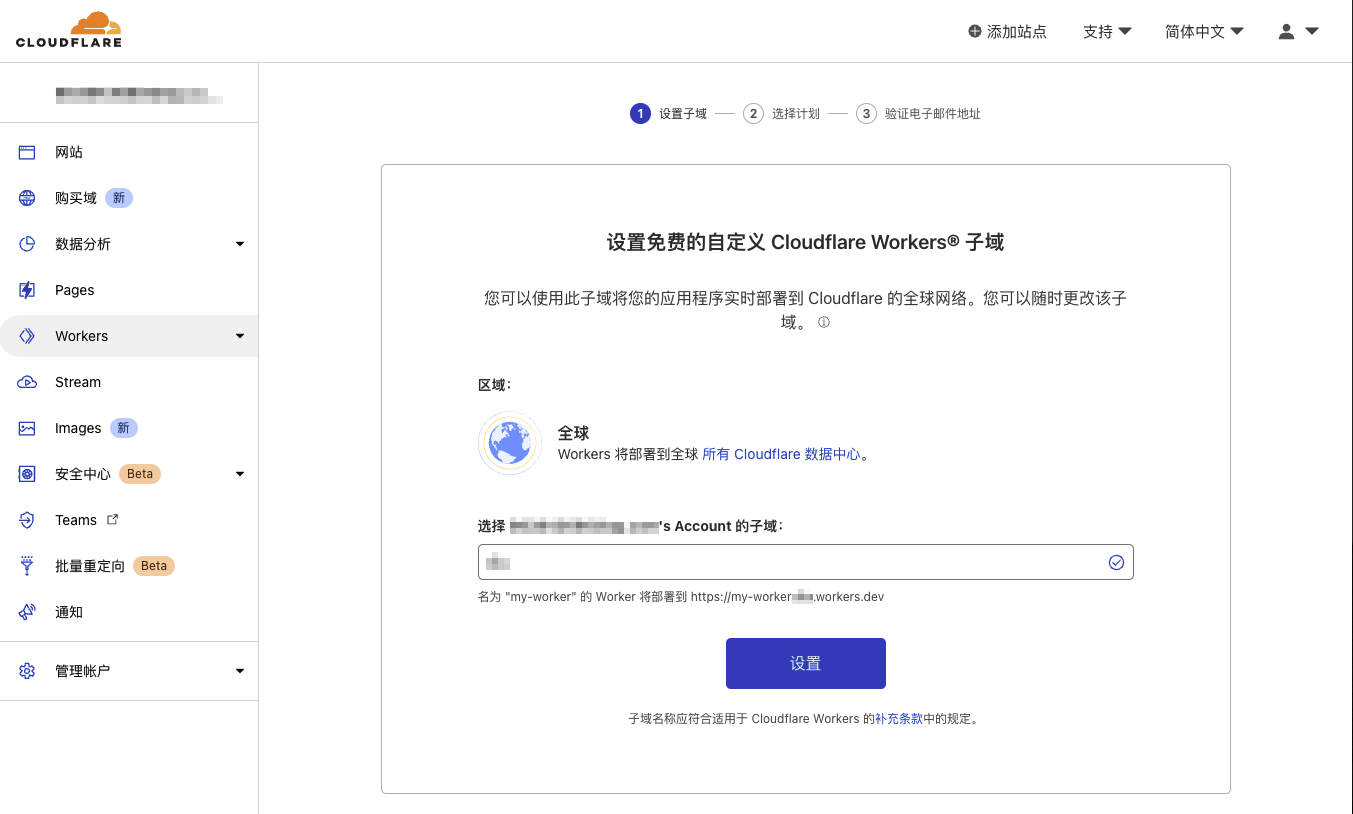 CLOUDFLARE
添加站点
支持
简体中文
网站
购买域 新
数据分析
Pages
Workers
Stream
Images 新
安全中心 Beta
Teams
批量重定向 Beta
通知
管理帐户
1 设置子域
2 选择计划
3 验证电子邮件地址
设置免费的自定义 Cloudflare Workers® 子域
您可以使用此子域将您的应用程序实时部署到 Cloudflare 的全球网络。您可以随时更改该子
域。
区域：
全球
Workers 将部署到全球 所有 Cloudflare 数据中心。
选择 's Account 的子域：
名为 "my-worker" 的 Worker 将部署到 https://my-worker .workers.dev
设置
子域名称应符合适用于 Cloudflare Workers 的补充条款中的规定。